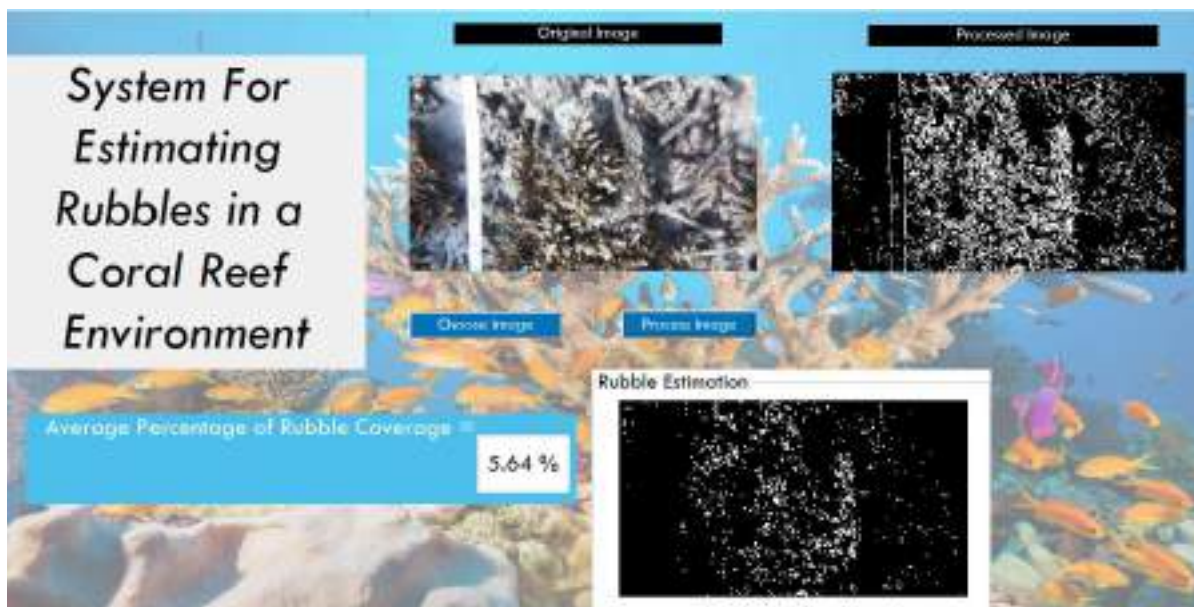 System For
Estimating
Rubbles in a
Coral Reef
Environment
Original Image
Processed Image
Choose Image
Process Image
Average Percentage of Rubble Coverage =
5.64 %
Rubble Estimation